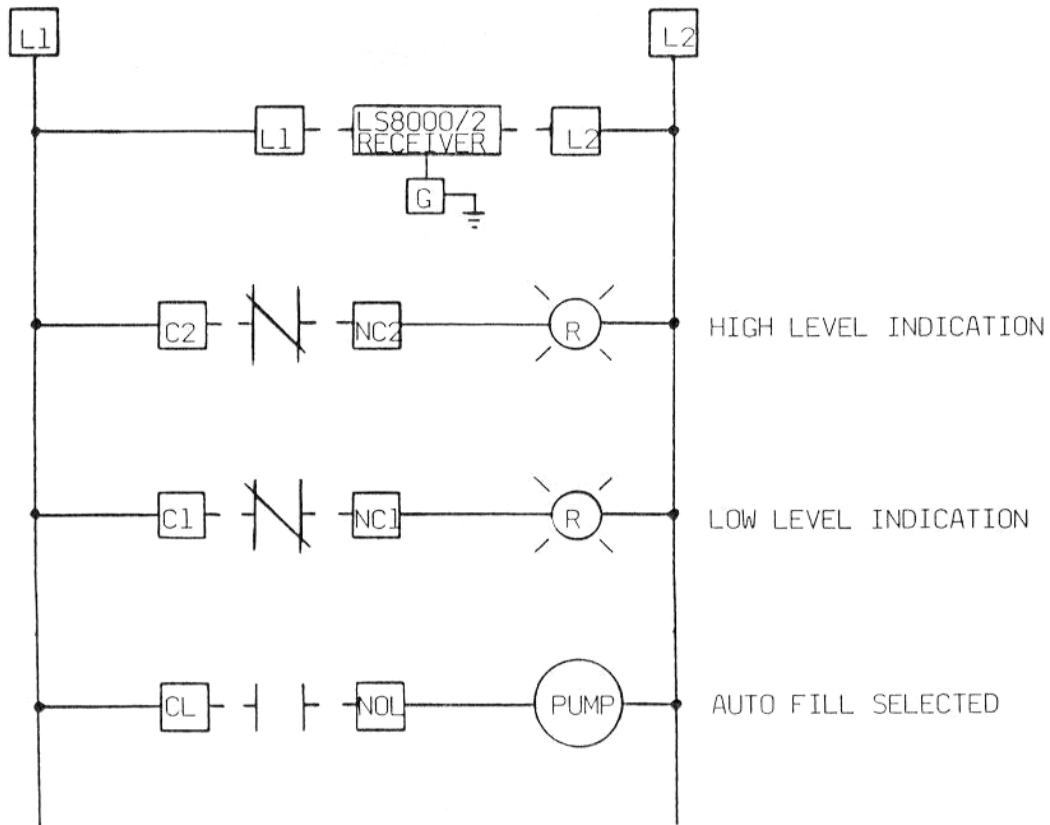 L1 L2
L1 LS8000/2 L2
RECEIVER
G
C2 NC2 R HIGH LEVEL INDICATION
C1 NC1 R LOW LEVEL INDICATION
CL NOL PUMP AUTO FILL SELECTED